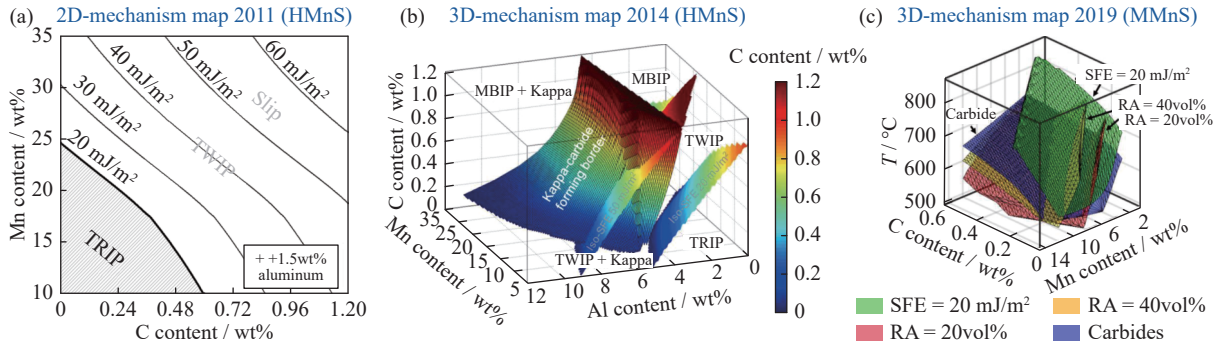 (a) 2D-mechanism map 2011 (HMnS)
35
30
25
20
15
10
Mn content / wt%
0
0.24
0.48
0.72
0.96
1.20
C content / wt%
20 mJ/m²
30 mJ/m²
40 mJ/m²
50 mJ/m²
60 mJ/m²
Slip
TWIP
TRIP
+ +1.5wt%
aluminum
(b) 3D-mechanism map 2014 (HMnS)
C content / wt%
1.2
1.0
0.8
0.6
0.4
0.2
0
C content / wt%
MBIP + Kappa
MBIP
TWIP
TRIP
TWIP + Kappa
Kappa-carbide
forming border
35
30
25
20
15
10
5
Mn content / wt%
12
10
8
6
4
2
0
Al content / wt%
1.2
1.0
0.8
0.6
0.4
0.2
0
(c) 3D-mechanism map 2019 (MMnS)
SFE = 20 mJ/m²
RA = 40vol%
RA = 20vol%
Carbide
800
700
600
500
T / °C
0.6
0.4
0.2
0
C content / wt%
14
10
6
2
Mn content / wt%
SFE = 20 mJ/m²
RA = 40vol%
RA = 20vol%
Carbides